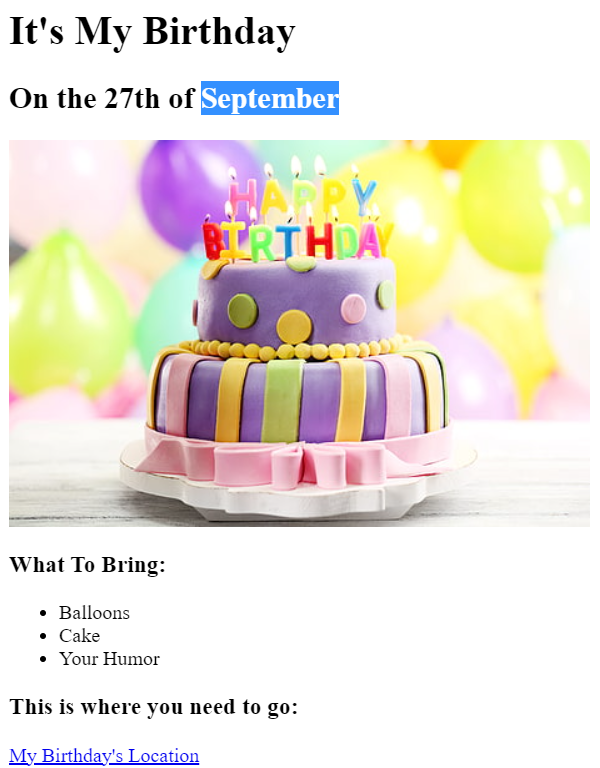 It's My Birthday
On the 27th of September
HAPPY
BIRTHDAY
What To Bring:
Balloons
Cake
Your Humor
This is where you need to go:
My Birthday's Location